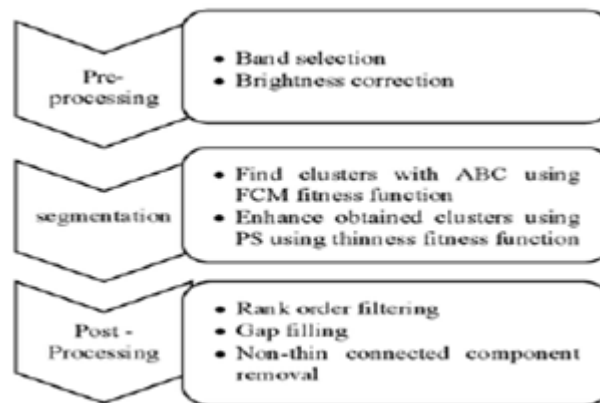 Pre-
processing
• Band selection
• Brightness correction
segmentation
• Find clusters with ABC using
FCM fitness function
• Enhance obtained clusters using
PS using thinness fitness function
Post -
Processing
• Rank order filtering
• Gap filling
• Non-thin connected component
removal